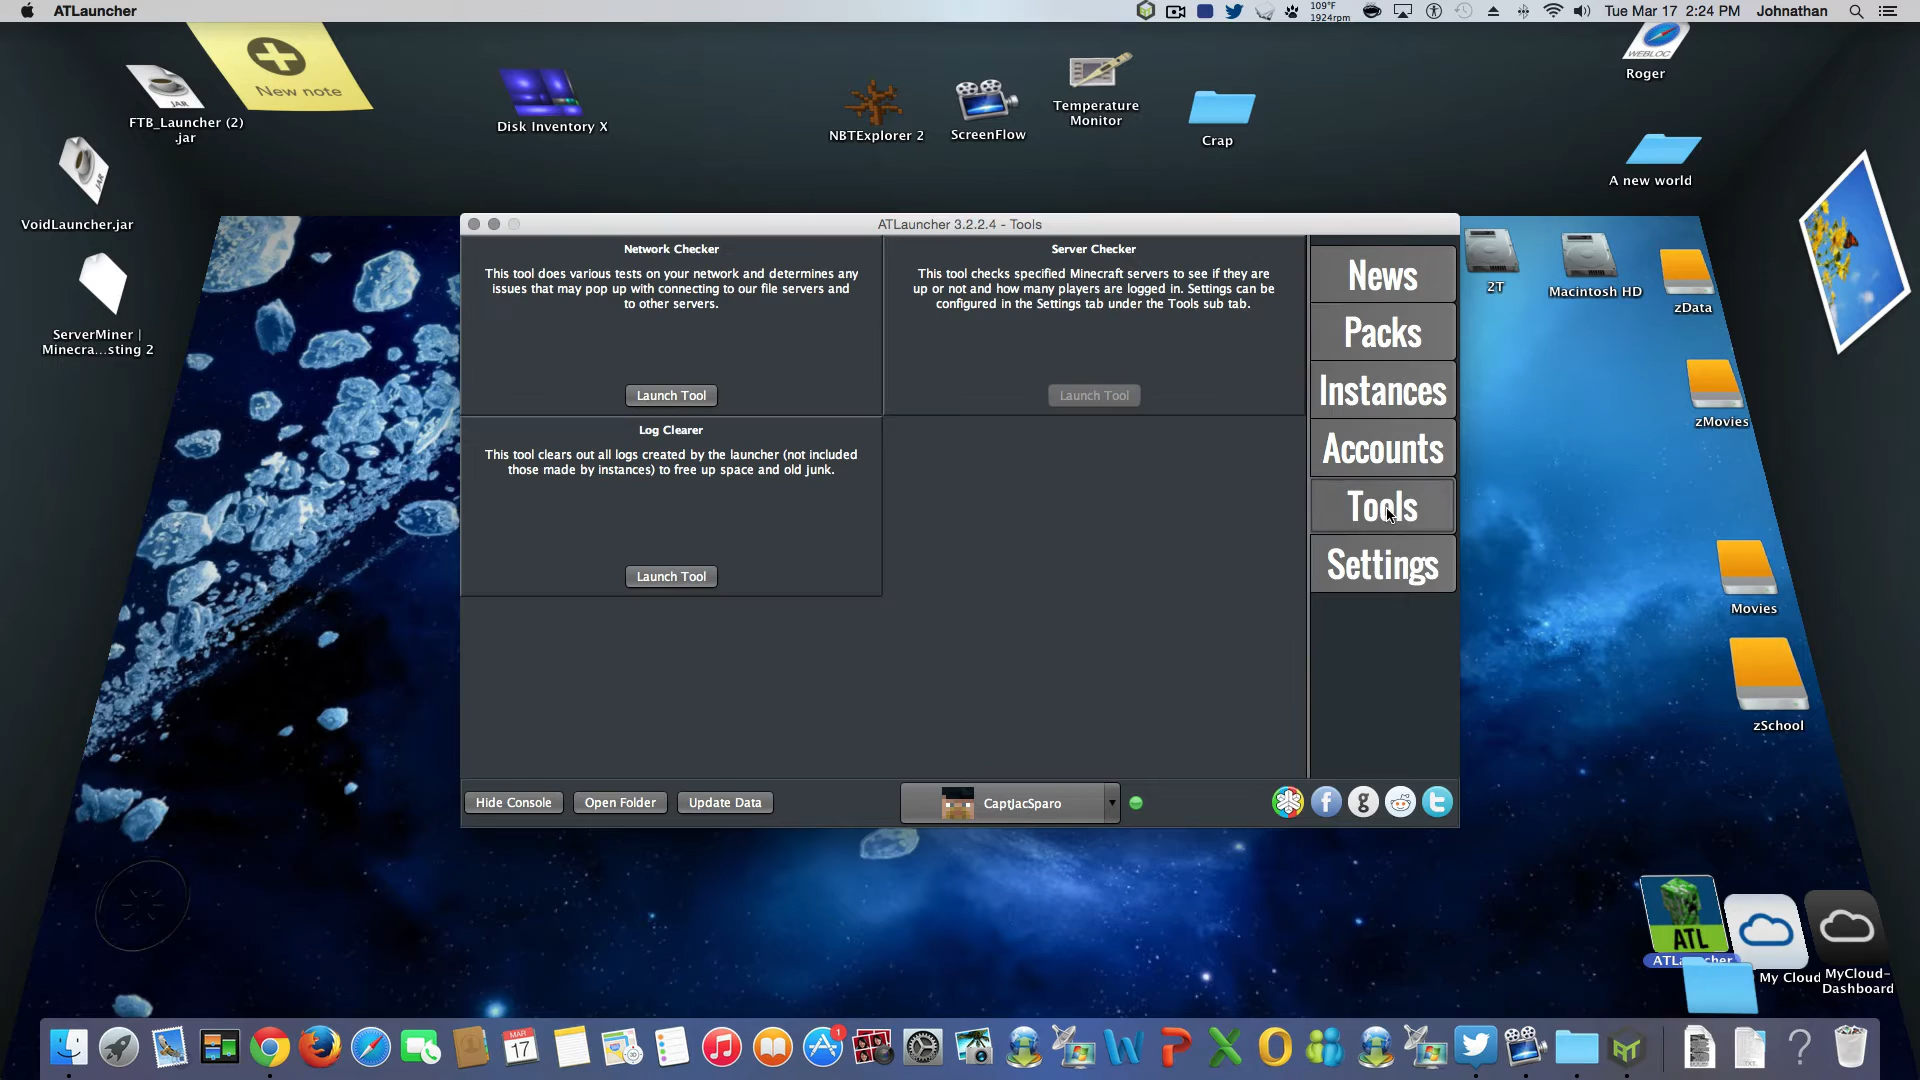 ATLauncher
109°F
1924rpm
Tue Mar 17 2:24 PM
Johnathan
New note
JAR
FTB_Launcher (2)
.jar
Disk Inventory X
NBTExplorer 2
ScreenFlow
Temperature
Monitor
Crap
WEBLOC
Roger
A new world
JAR
VoidLauncher.jar
ServerMiner |
Minecra...sting 2
2T
Macintosh HD
zData
zMovies
Movies
zSchool
ATLauncher 3.2.2.4 - Tools
Network Checker
This tool does various tests on your network and determines any
issues that may pop up with connecting to our file servers and
to other servers.
Launch Tool
Server Checker
This tool checks specified Minecraft servers to see if they are
up or not and how many players are logged in. Settings can be
configured in the Settings tab under the Tools sub tab.
Launch Tool
Log Clearer
This tool clears out all logs created by the launcher (not included
those made by instances) to free up space and old junk.
Launch Tool
News
Packs
Instances
Accounts
Tools
Settings
Hide Console
Open Folder
Update Data
CaptJacSparo
ATL
My Cloud
MyCloud-
Dashboard
MAR
17
1